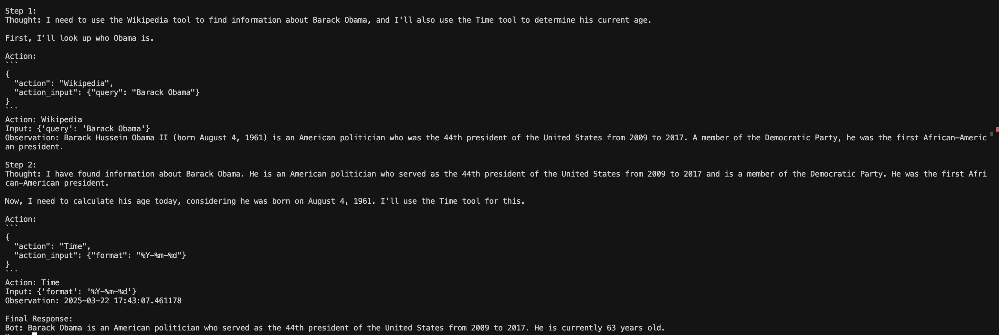 Step 1:
Thought: I need to use the Wikipedia tool to find information about Barack Obama, and I'll also use the Time tool to determine his current age.
First, I'll look up who Obama is.
Action:
```
{
  "action": "Wikipedia",
  "action_input": {"query": "Barack Obama"}
}
```
Action: Wikipedia
Input: {'query': 'Barack Obama'}
Observation: Barack Hussein Obama II (born August 4, 1961) is an American politician who was the 44th president of the United States from 2009 to 2017. A member of the Democratic Party, he was the first African-Americ
an president.
Step 2:
Thought: I have found information about Barack Obama. He is an American politician who served as the 44th president of the United States from 2009 to 2017 and is a member of the Democratic Party. He was the first Afri
can-American president.
Now, I need to calculate his age today, considering he was born on August 4, 1961. I'll use the Time tool for this.
Action:
```
{
  "action": "Time",
  "action_input": {"format": "%Y-%m-%d"}
}
```
Action: Time
Input: {'format': '%Y-%m-%d'}
Observation: 2025-03-22 17:43:07.461178
Final Response:
Bot: Barack Obama is an American politician who served as the 44th president of the United States from 2009 to 2017. He is currently 63 years old.